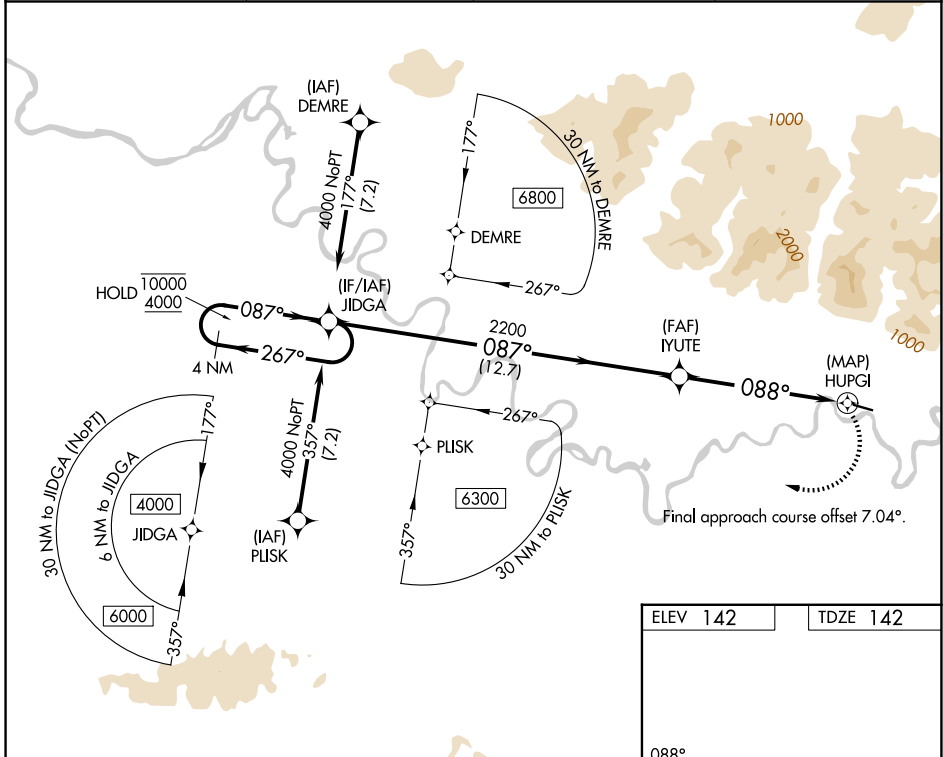 (IAF)
DEMRE
4000 NoPT
177°
(7.2)
177°
30 NM to DEMRE
6800
DEMRE
267°
1000
2000
1000
HOLD 10000
4000
087°
(IF/IAF)
JIDGA
267°
4 NM
2200
087°
(12.7)
(FAF)
IYUTE
088°
(MAP)
HUPGI
4000 NoPT
357°
(7.2)
(IAF)
PLISK
267°
PLISK
6300
357°
30 NM to PLISK
Final approach course offset 7.04°.
30 NM to JIDGA (NoPT)
6 NM to JIDGA
177°
4000
JIDGA
6000
357°
ELEV 142
TDZE 142
088°